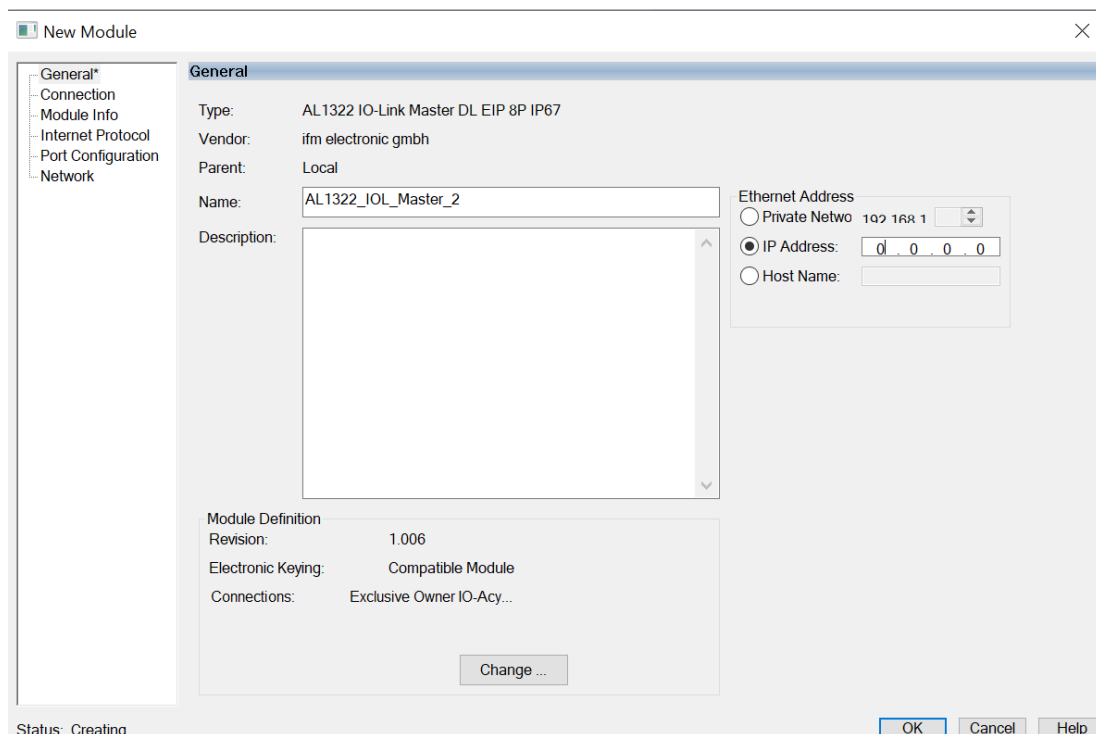 New Module
General*
Connection
Module Info
Internet Protocol
Port Configuration
Network
General
Type: AL1322 IO-Link Master DL EIP 8P IP67
Vendor: ifm electronic gmbh
Parent: Local
Name: AL1322_IOL_Master_2
Description:
Ethernet Address
Private Netwo 192.168.1
IP Address: 0 . 0 . 0 . 0
Host Name:
Module Definition
Revision: 1.006
Electronic Keying: Compatible Module
Connections: Exclusive Owner IO-Acy...
Change ...
Status: Creating
OK Cancel Help